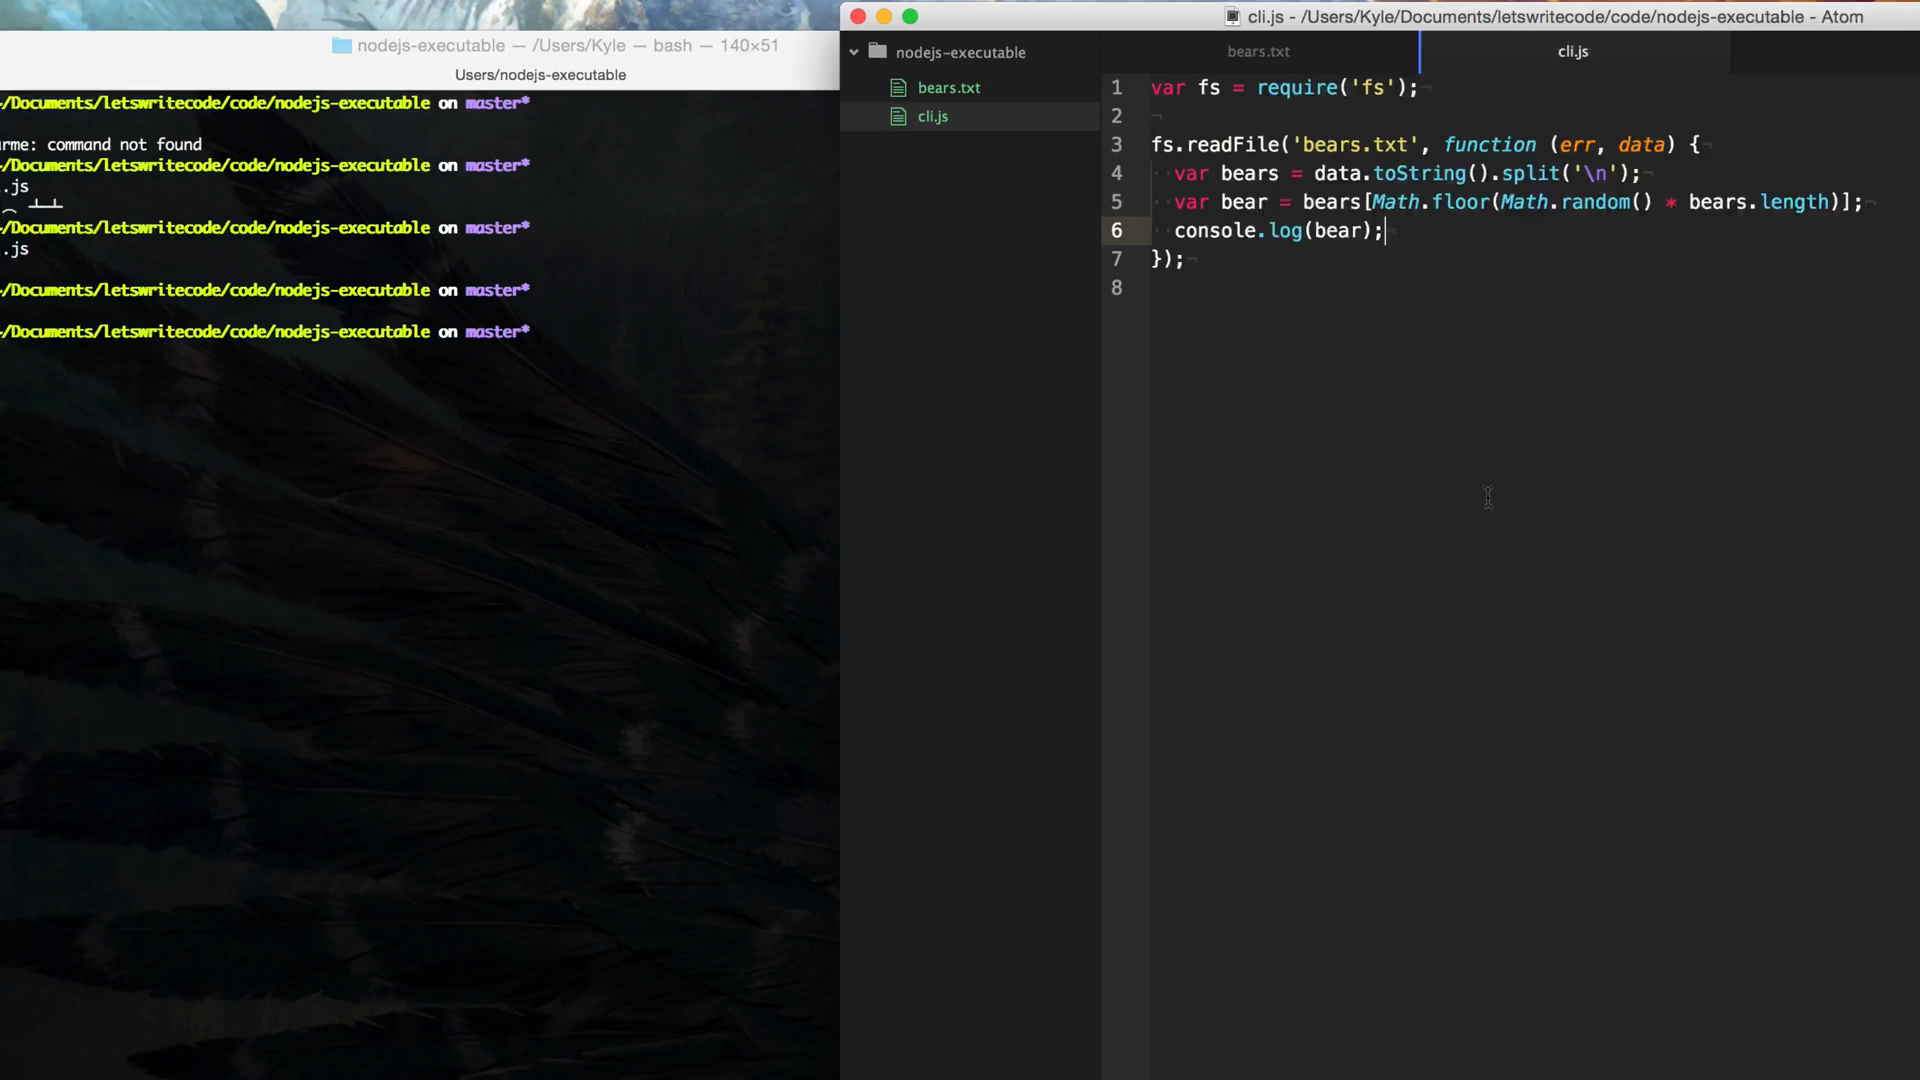 nodejs-executable — /Users/Kyle — bash — 140×51
Users/nodejs-executable
~/Documents/letswritecode/code/nodejs-executable on master*
rme: command not found
~/Documents/letswritecode/code/nodejs-executable on master*
.js
~/Documents/letswritecode/code/nodejs-executable on master*
.js
~/Documents/letswritecode/code/nodejs-executable on master*
~/Documents/letswritecode/code/nodejs-executable on master*
cli.js - /Users/Kyle/Documents/letswritecode/code/nodejs-executable - Atom
nodejs-executable
bears.txt
cli.js
bears.txt
cli.js
1 var fs = require('fs');
2
3 fs.readFile('bears.txt', function (err, data) {
4 var bears = data.toString().split('\n');
5 var bear = bears[Math.floor(Math.random() * bears.length)];
6 console.log(bear);
7 });
8